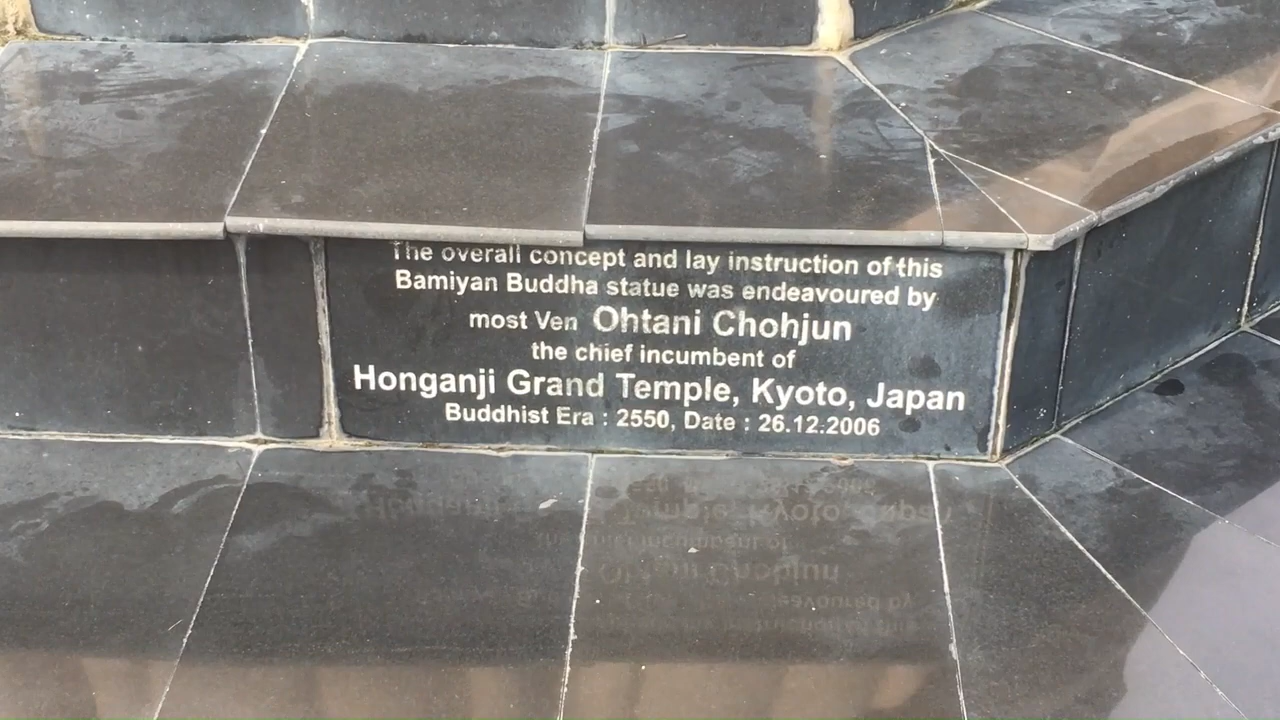 The overall concept and lay instruction of this
Bamiyan Buddha statue was endeavoured by
most Ven Ohtani Chohjun
the chief incumbent of
Honganji Grand Temple, Kyoto, Japan
Buddhist Era : 2550, Date : 26.12.2006